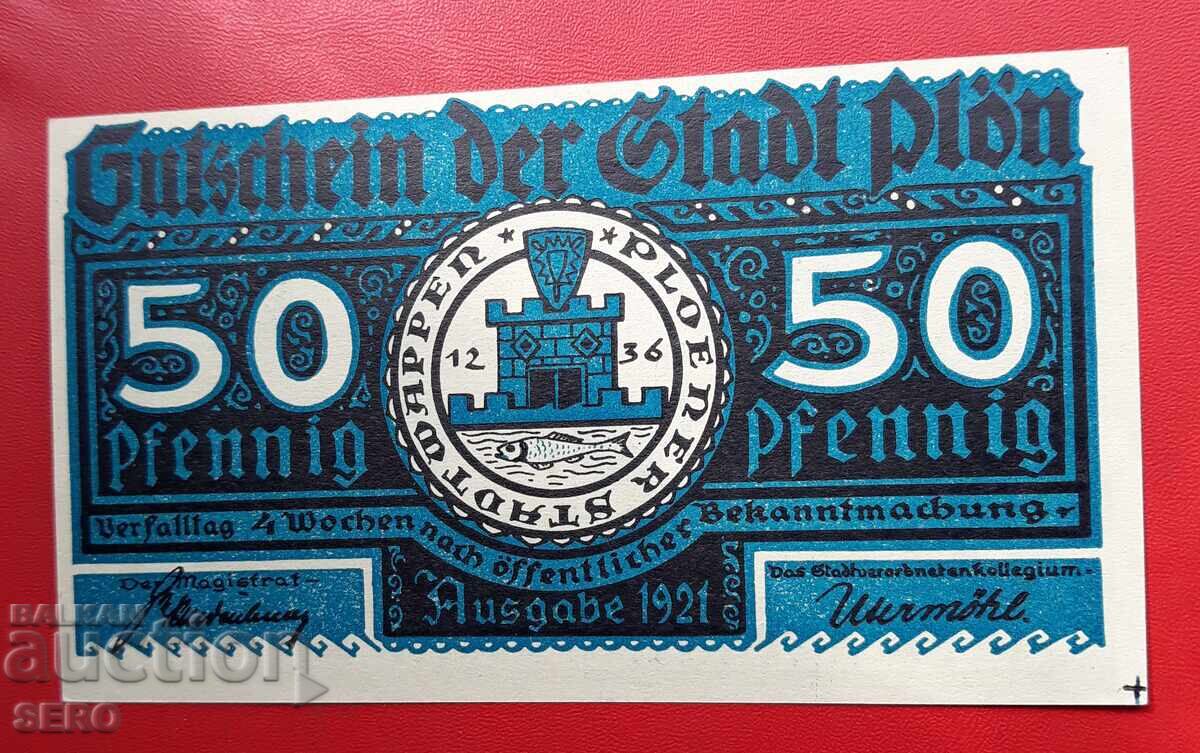 Gutschein der Stadt Plön
50
Pfennig
50
Pfennig
PLOENER STADTWAPPEN
12 36
Verfalltag 4 Wochen nach öffentlicher Bekanntmachung
Der Magistrat
Ausgabe 1921
Das Stadtverordnetenkollegium
BALKAN
auction
SERO